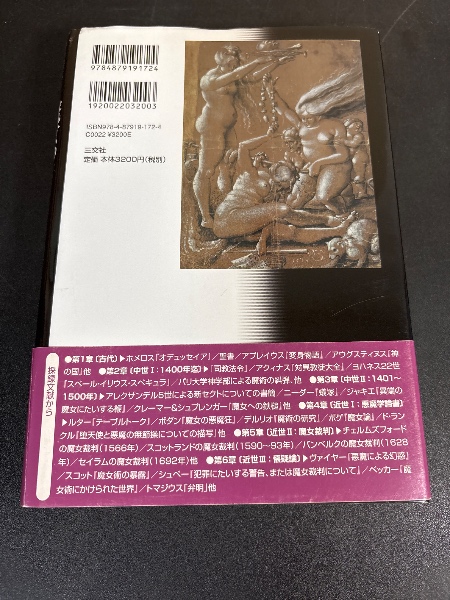 9784879191724
1920022032003
ISBN978-4-87919-172-4
C0022 ¥3200E
三交社
定価 本体3200円(税別)
採録文献から
●第1章(古代)▶ホメロス『オデュッセイア』/聖書/アプレイウス『変身物語』/アウグスティヌス『神
の国』他 ●第2章(中世Ⅰ:1400年迄)▶『司教法令』/アクィナス『対異教徒大全』/ヨハネス22世
『スペール・イリウス・スペキュラ』/パリ大学神学部による魔術の糾弾、他 ●第3章(中世Ⅱ:1401~
1500年)▶アレクサンデル5世による新セクトについての書簡/ニーダー『蟻塚』/ジャキエ『異端の
魔女にたいする鞭』/クレーマー&シュプレンガー『魔女への鉄槌』他 ●第4章(近世Ⅰ:悪魔学論書)
▶ルター『テーブルトーク』/ボダン『魔女の悪魔狂』/デルリオ『魔術の研究』/ボゲ『魔女論』/ド・ラン
クル『堕天使と悪魔の無節操についての描写』他 ●第5章(近世Ⅱ:魔女裁判)▶チェルムズフォード
の魔女裁判(1566年)/スコットランドの魔女裁判(1590~93年)/バンベルクの魔女裁判(1628
年)/セイラムの魔女裁判(1692年)他 ●第6章(近世Ⅲ:懐疑論)▶ヴァイヤー『悪魔による幻惑』
/スコット『魔女術の暴露』/シュペー『犯罪にたいする警告、または魔女裁判について』/ベッカー『魔
女術にかけられた世界』/トマジウス『弁明』他